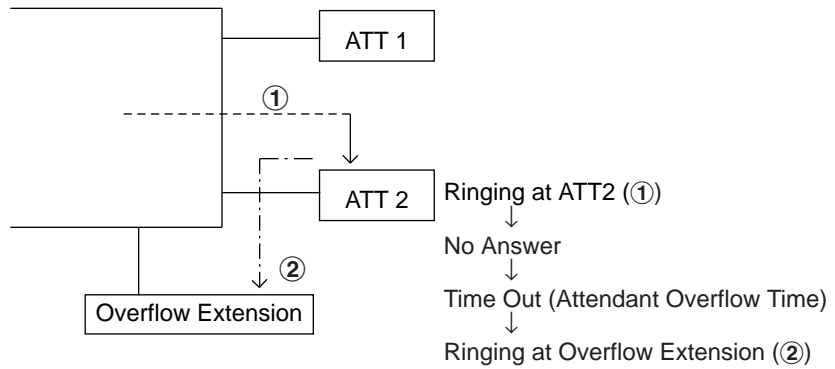 ATT 1
①
ATT 2
Ringing at ATT2 (①)
No Answer
②
Time Out (Attendant Overflow Time)
Overflow Extension
Ringing at Overflow Extension (②)